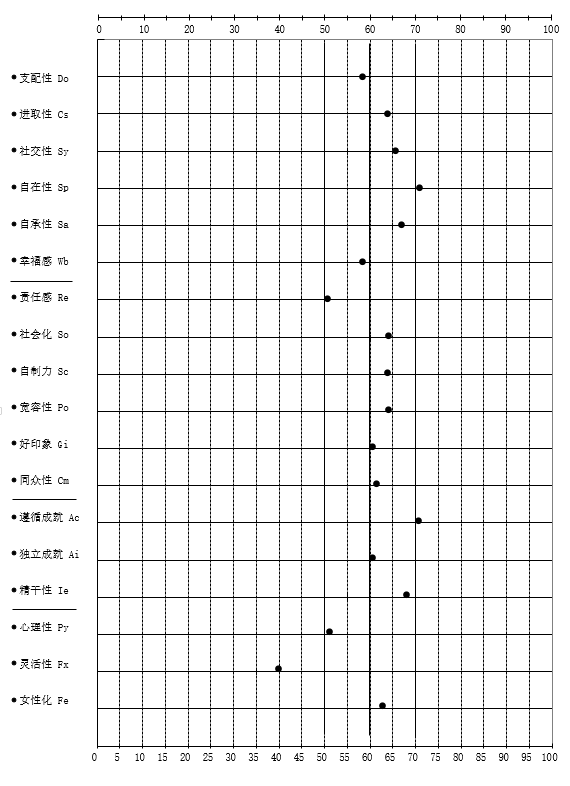 0 10 20 30 40 50 60 70 80 90 100
● 支配性 Do
● 进取性 Cs
● 社交性 Sy
● 自在性 Sp
● 自承性 Sa
● 幸福感 Wb
● 责任感 Re
● 社会化 So
● 自制力 Sc
● 宽容性 Po
● 好印象 Gi
● 同众性 Cm
● 遵循成就 Ac
● 独立成就 Ai
● 精干性 Ie
● 心理性 Py
● 灵活性 Fx
● 女性化 Fe
0 5 10 15 20 25 30 35 40 45 50 55 60 65 70 75 80 85 90 95 100